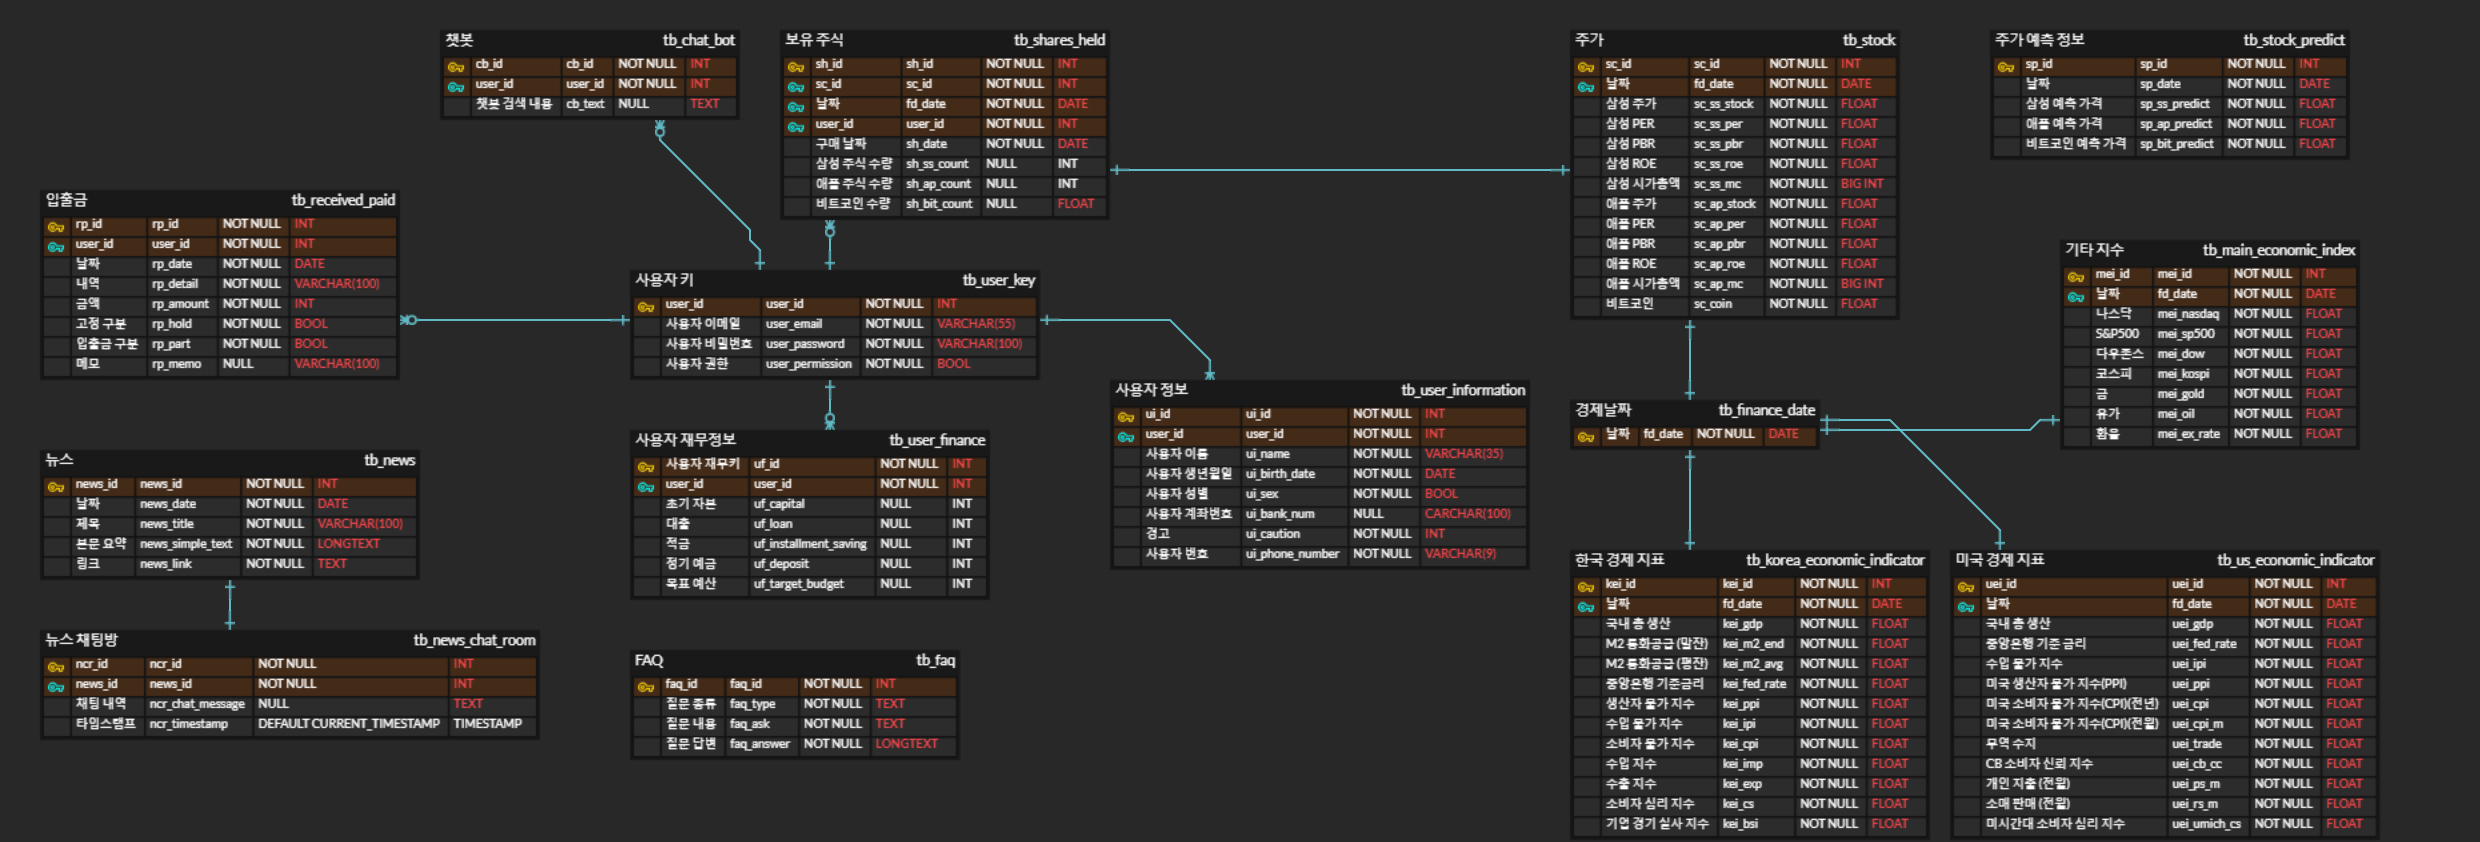 챗봇 tb_chat_bot
cb_id cb_id NOT NULL INT
user_id user_id NOT NULL INT
챗봇 검색 내용 cb_text NULL TEXT
보유 주식 tb_shares_held
sh_id sh_id NOT NULL INT
sc_id sc_id NOT NULL INT
날짜 fd_date NOT NULL DATE
user_id user_id NOT NULL INT
구매 날짜 sh_date NOT NULL DATE
삼성 주식 수량 sh_ss_count NULL INT
애플 주식 수량 sh_ap_count NULL INT
비트코인 수량 sh_bit_count NULL FLOAT
주가 tb_stock
sc_id sc_id NOT NULL INT
날짜 fd_date NOT NULL DATE
삼성 주가 sc_ss_stock NOT NULL FLOAT
삼성 PER sc_ss_per NOT NULL FLOAT
삼성 PBR sc_ss_pbr NOT NULL FLOAT
삼성 ROE sc_ss_roe NOT NULL FLOAT
삼성 시가총액 sc_ss_mc NOT NULL BIG INT
애플 주가 sc_ap_stock NOT NULL FLOAT
애플 PER sc_ap_per NOT NULL FLOAT
애플 PBR sc_ap_pbr NOT NULL FLOAT
애플 ROE sc_ap_roe NOT NULL FLOAT
애플 시가총액 sc_ap_mc NOT NULL BIG INT
비트코인 sc_coin NOT NULL FLOAT
주가 예측 정보 tb_stock_predict
sp_id sp_id NOT NULL INT
날짜 sp_date NOT NULL DATE
삼성 예측 가격 sp_ss_predict NOT NULL FLOAT
애플 예측 가격 sp_ap_predict NOT NULL FLOAT
비트코인 예측 가격 sp_bit_predict NOT NULL FLOAT
입출금 tb_received_paid
rp_id rp_id NOT NULL INT
user_id user_id NOT NULL INT
날짜 rp_date NOT NULL DATE
내역 rp_detail NOT NULL VARCHAR(100)
금액 rp_amount NOT NULL INT
고정 구분 rp_hold NOT NULL BOOL
입출금 구분 rp_part NOT NULL BOOL
메모 rp_memo NULL VARCHAR(100)
사용자 키 tb_user_key
user_id user_id NOT NULL INT
사용자 이메일 user_email NOT NULL VARCHAR(55)
사용자 비밀번호 user_password NOT NULL VARCHAR(100)
사용자 권한 user_permission NOT NULL BOOL
기타 지수 tb_main_economic_index
mei_id mei_id NOT NULL INT
날짜 fd_date NOT NULL DATE
나스닥 mei_nasdaq NOT NULL FLOAT
S&P500 mei_sp500 NOT NULL FLOAT
다우존스 mei_dow NOT NULL FLOAT
코스피 mei_kospi NOT NULL FLOAT
금 mei_gold NOT NULL FLOAT
유가 mei_oil NOT NULL FLOAT
환율 mei_ex_rate NOT NULL FLOAT
사용자 정보 tb_user_information
ui_id ui_id NOT NULL INT
user_id user_id NOT NULL INT
사용자 이름 ui_name NOT NULL VARCHAR(35)
사용자 생년월일 ui_birth_date NOT NULL DATE
사용자 성별 ui_sex NOT NULL BOOL
사용자 계좌번호 ui_bank_num NULL CARCHAR(100)
경고 ui_caution NOT NULL INT
사용자 번호 ui_phone_number NOT NULL VARCHAR(9)
경제날짜 tb_finance_date
날짜 fd_date NOT NULL DATE
사용자 재무정보 tb_user_finance
사용자 재무키 uf_id NOT NULL INT
user_id user_id NOT NULL INT
초기 자본 uf_capital NULL INT
대출 uf_loan NULL INT
적금 uf_installment_saving NULL INT
정기 예금 uf_deposit NULL INT
목표 예산 uf_target_budget NULL INT
뉴스 tb_news
news_id news_id NOT NULL INT
날짜 news_date NOT NULL DATE
제목 news_title NOT NULL VARCHAR(100)
본문 요약 news_simple_text NOT NULL LONGTEXT
링크 news_link NOT NULL TEXT
뉴스 채팅방 tb_news_chat_room
ncr_id ncr_id NOT NULL INT
news_id news_id NOT NULL INT
채팅 내역 ncr_chat_message NULL TEXT
타임스탬프 ncr_timestamp DEFAULT CURRENT_TIMESTAMP TIMESTAMP
FAQ tb_faq
faq_id faq_id NOT NULL INT
질문 종류 faq_type NOT NULL TEXT
질문 내용 faq_ask NOT NULL TEXT
질문 답변 faq_answer NOT NULL LONGTEXT
한국 경제 지표 tb_korea_economic_indicator
kei_id kei_id NOT NULL INT
날짜 fd_date NOT NULL DATE
국내 총 생산 kei_gdp NOT NULL FLOAT
M2 통화공급 (말잔) kei_m2_end NOT NULL FLOAT
M2 통화공급 (평잔) kei_m2_avg NOT NULL FLOAT
중앙은행 기준금리 kei_fed_rate NOT NULL FLOAT
생산자 물가 지수 kei_ppi NOT NULL FLOAT
수입 물가 지수 kei_ipi NOT NULL FLOAT
소비자 물가 지수 kei_cpi NOT NULL FLOAT
수입 지수 kei_imp NOT NULL FLOAT
수출 지수 kei_exp NOT NULL FLOAT
소비자 심리 지수 kei_cs NOT NULL FLOAT
기업 경기 실사 지수 kei_bsi NOT NULL FLOAT
미국 경제 지표 tb_us_economic_indicator
uei_id uei_id NOT NULL INT
날짜 fd_date NOT NULL DATE
국내 총 생산 uei_gdp NOT NULL FLOAT
중앙은행 기준 금리 uei_fed_rate NOT NULL FLOAT
수입 물가 지수 uei_ipi NOT NULL FLOAT
미국 생산자 물가 지수(PPI) uei_ppi NOT NULL FLOAT
미국 소비자 물가 지수(CPI)(전년) uei_cpi NOT NULL FLOAT
미국 소비자 물가 지수(CPI)(전월) uei_cpi_m NOT NULL FLOAT
무역 수지 uei_trade NOT NULL FLOAT
CB 소비자 신뢰 지수 uei_cb_cc NOT NULL FLOAT
개인 지출 (전월) uei_ps_m NOT NULL FLOAT
소매 판매 (전월) uei_rs_m NOT NULL FLOAT
미시간대 소비자 심리 지수 uei_umich_cs NOT NULL FLOAT